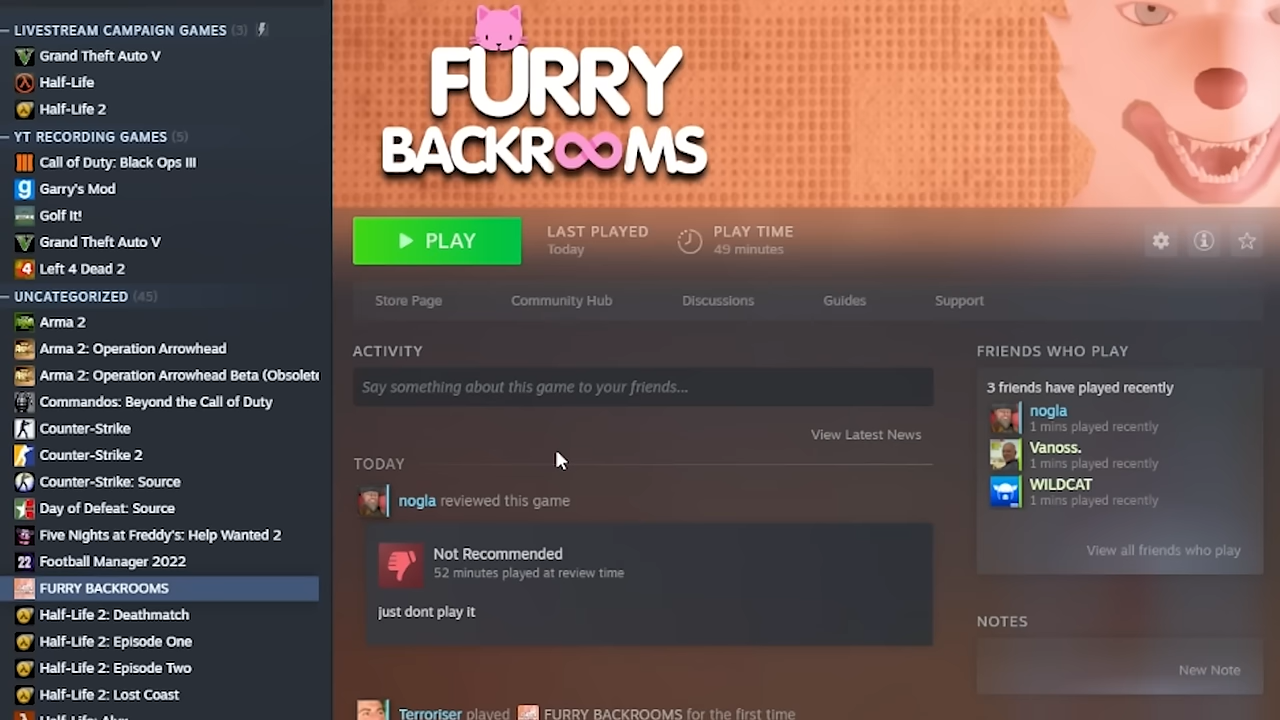 LIVESTREAM CAMPAIGN GAMES (3)
Grand Theft Auto V
Half-Life
Half-Life 2
YT RECORDING GAMES (5)
Call of Duty: Black Ops III
Garry's Mod
Golf It!
Grand Theft Auto V
Left 4 Dead 2
UNCATEGORIZED (45)
Arma 2
Arma 2: Operation Arrowhead
Arma 2: Operation Arrowhead Beta (Obsolete
Commandos: Beyond the Call of Duty
Counter-Strike
Counter-Strike 2
Counter-Strike: Source
Day of Defeat: Source
Five Nights at Freddy's: Help Wanted 2
22 Football Manager 2022
FURRY BACKROOMS
Half-Life 2: Deathmatch
Half-Life 2: Episode One
Half-Life 2: Episode Two
Half-Life 2: Lost Coast
Half-Life: Alyx
FURRY
BACKROOMS
PLAY
LAST PLAYED
Today
PLAY TIME
49 minutes
Store Page
Community Hub
Discussions
Guides
Support
ACTIVITY
Say something about this game to your friends...
View Latest News
TODAY
nogla reviewed this game
Not Recommended
52 minutes played at review time
just dont play it
Terroriser played FURRY BACKROOMS for the first time
FRIENDS WHO PLAY
3 friends have played recently
nogla
1 mins played recently
Vanoss.
1 mins played recently
WILDCAT
1 mins played recently
View all friends who play
NOTES
New Note